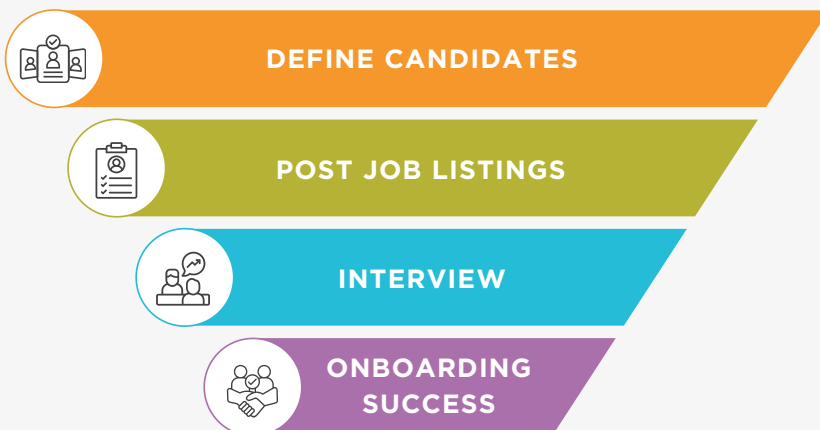 DEFINE CANDIDATES
POST JOB LISTINGS
INTERVIEW
ONBOARDING
SUCCESS